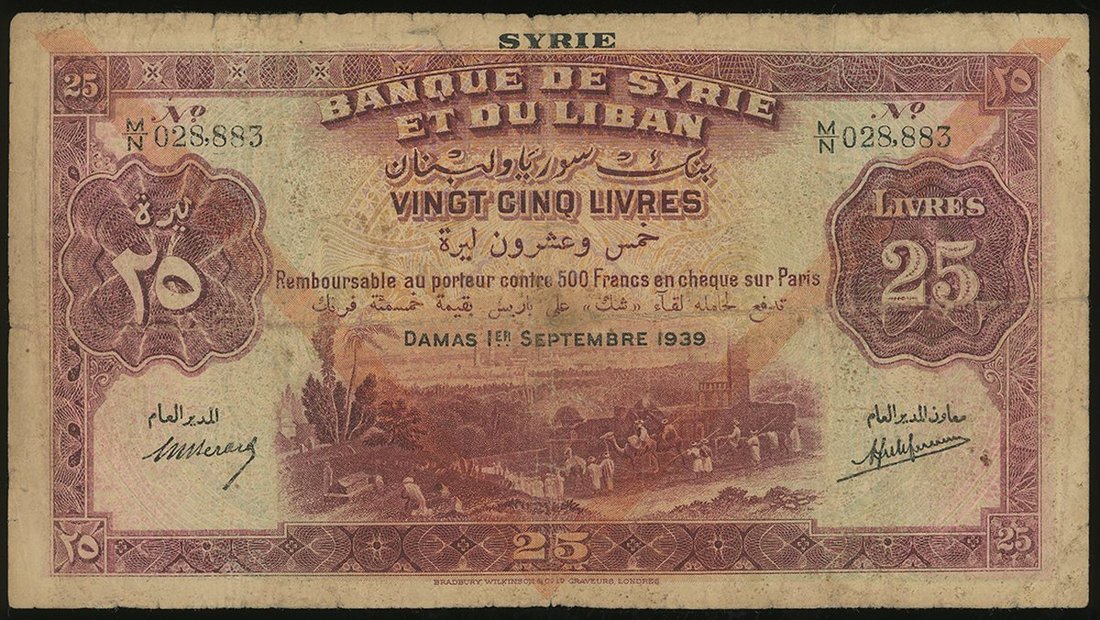 SYRIE
25
٢٥
BANQUE DE SYRIE
ET DU LIBAN
No
M/N 028,883
No
M/N 028,883
بنك سوريا ولبنان
VINGT CINQ LIVRES
ليرة
٢٥
LIVRES
25
خمس وعشرون ليرة
Remboursable au porteur contre 500 Francs en cheque sur Paris
تدفع لحامله لقاء «شك» على باريس بقيمة خمسمئة فرنك
DAMAS 1ER SEPTEMBRE 1939
المدير العام
معاون المدير العام
٢٥
25
25
BRADBURY, WILKINSON & Co Ld GRAVEURS, LONDRES